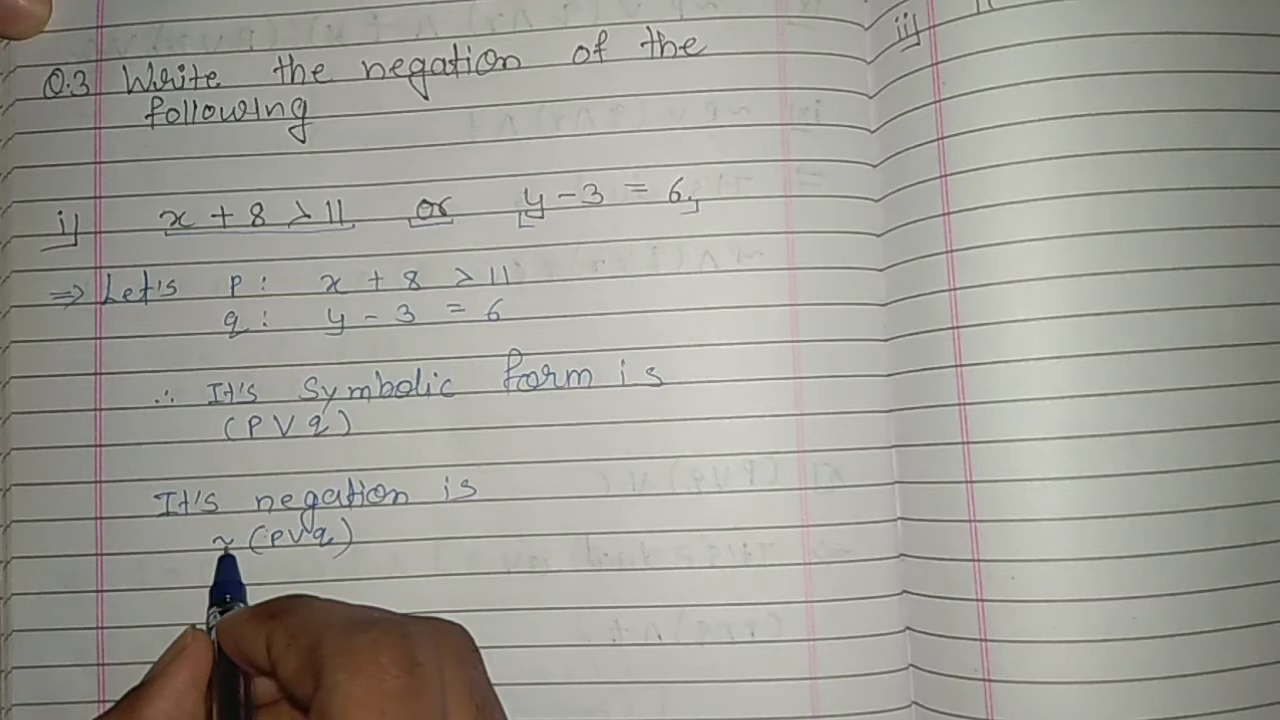 Q.3 Write the negation of the
following
i) x + 8 > 11 or y - 3 = 6
⇒ Let's p : x + 8 > 11
q : y - 3 = 6
∴ It's symbolic form is
(p ∨ q)
It's negation is
~ (p ∨ q)
iii)